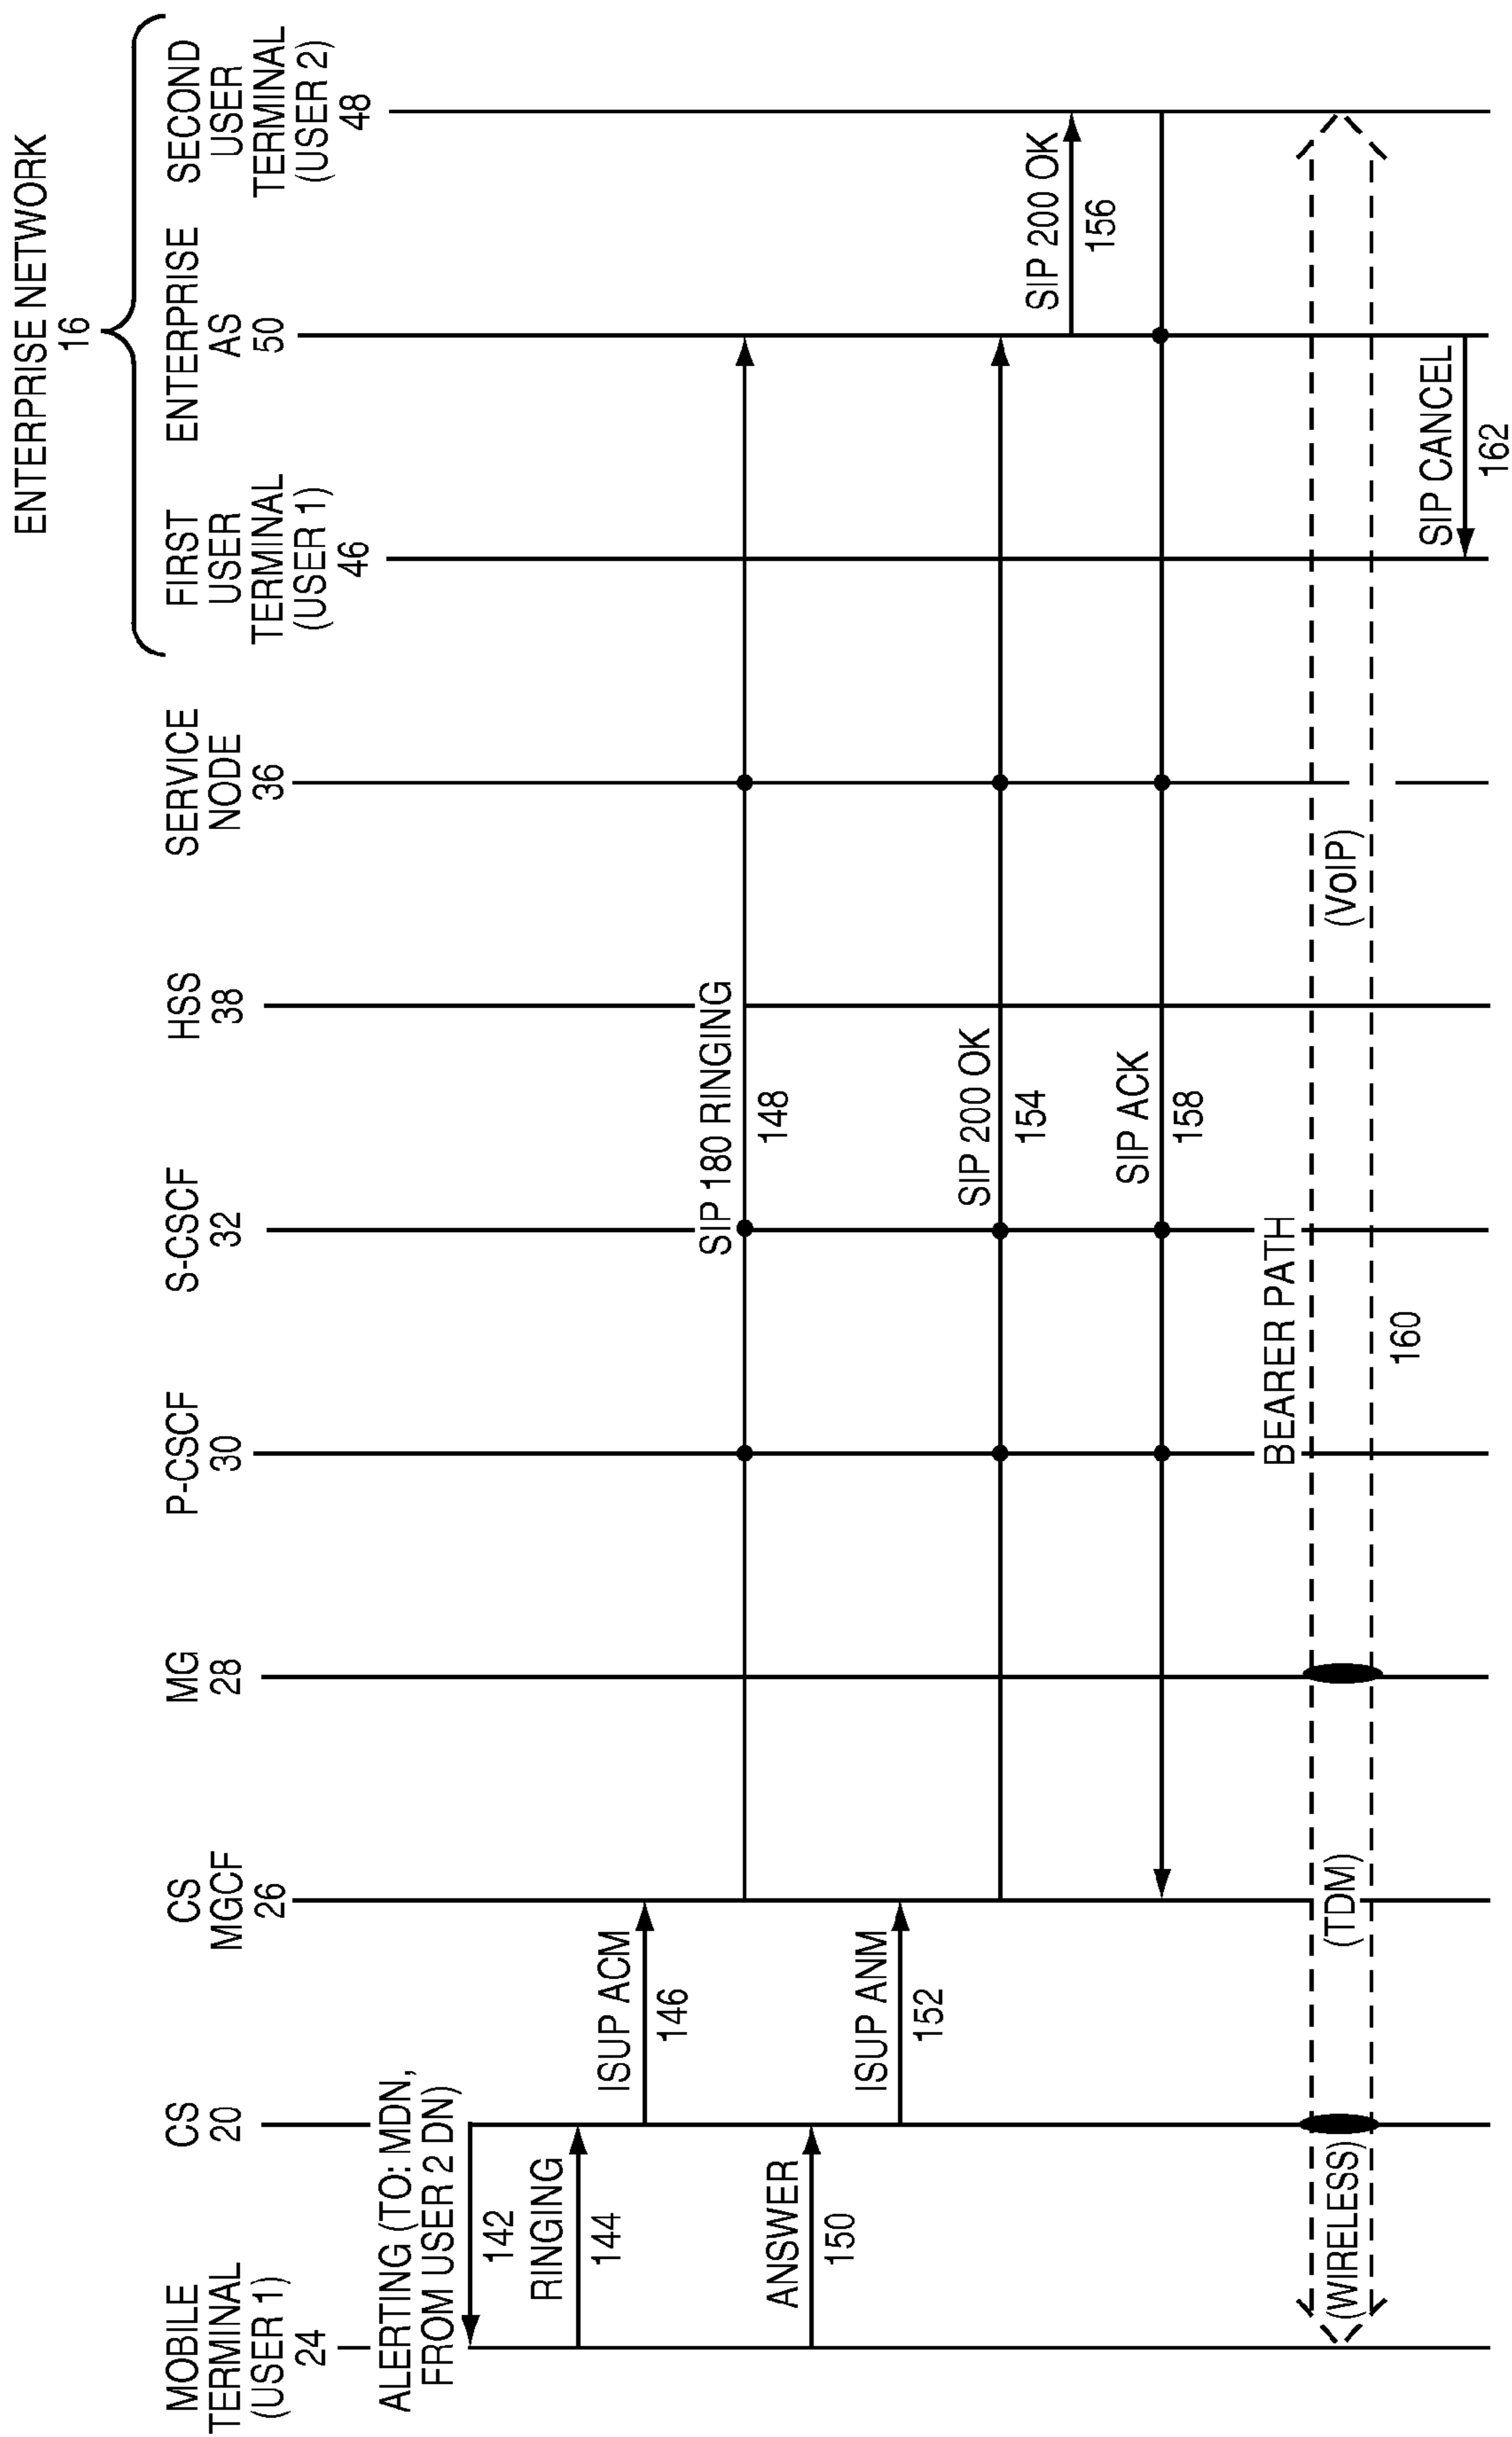 ENTERPRISE NETWORK
16
MOBILE
TERMINAL
(USER 1)
24
CS
20
CS
MGCF
26
MG
28
P-CSCF
30
S-CSCF
32
HSS
38
SERVICE
NODE
36
FIRST
USER
TERMINAL
(USER 1)
46
ENTERPRISE
AS
50
SECOND
USER
TERMINAL
(USER 2)
48
ALERTING (TO: MDN,
FROM USER 2 DN)
142
RINGING
144
ISUP ACM
146
SIP 180 RINGING
148
ANSWER
150
ISUP ANM
152
SIP 200 OK
154
SIP 200 OK
156
SIP ACK
158
BEARER PATH
(WIRELESS)
(TDM)
(VoIP)
160
SIP CANCEL
162